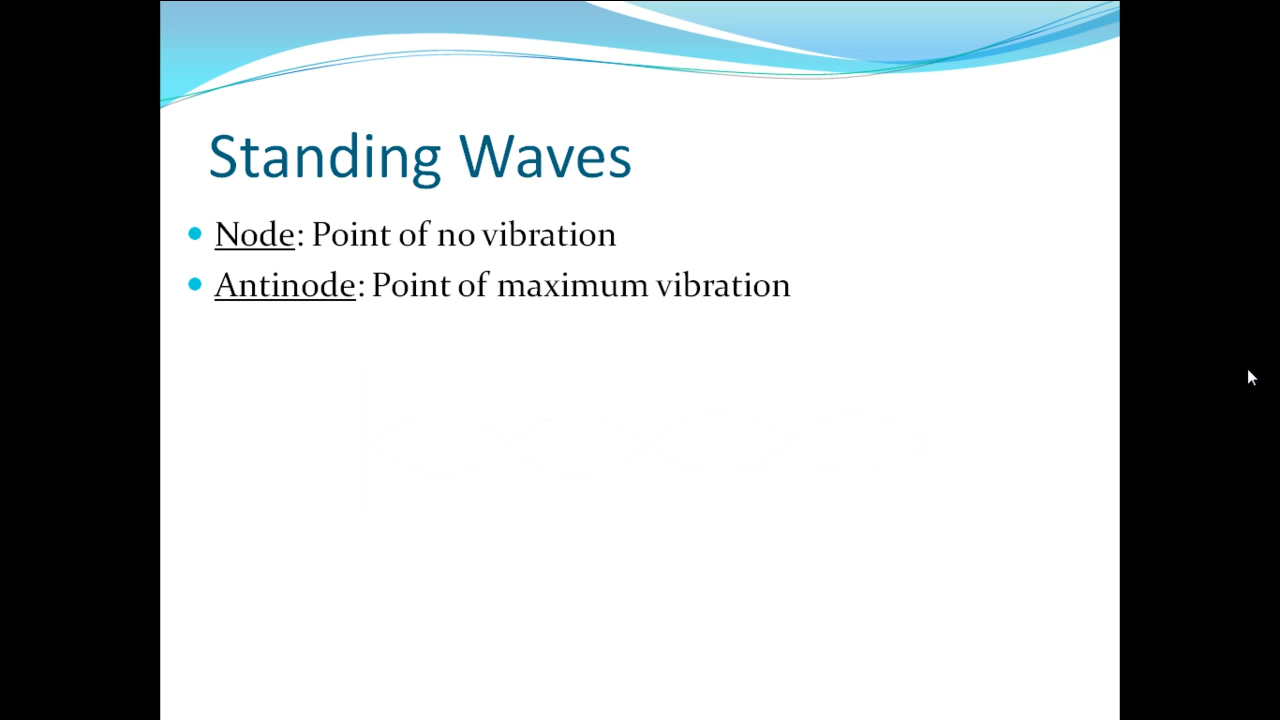 Standing Waves
Node: Point of no vibration
Antinode: Point of maximum vibration